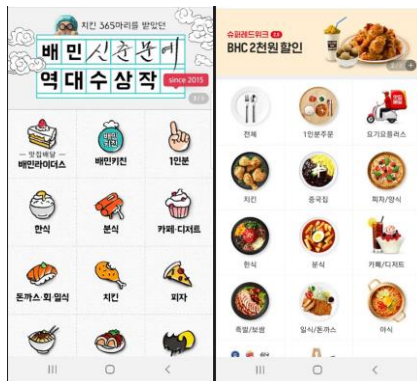 치킨 365마리를 받았던
배민신춘문예
역대수상작
since 2015
맛집배달
배민라이더스
배민
키친
배민키친
1인분
한식
분식
카페·디저트
돈까스·회·일식
치킨
피자
슈퍼레드위크
BHC 2천원 할인
전체
1인분주문
요기요플러스
치킨
중국집
피자/양식
한식
분식
카페/디저트
족발/보쌈
일식/돈까스
야식